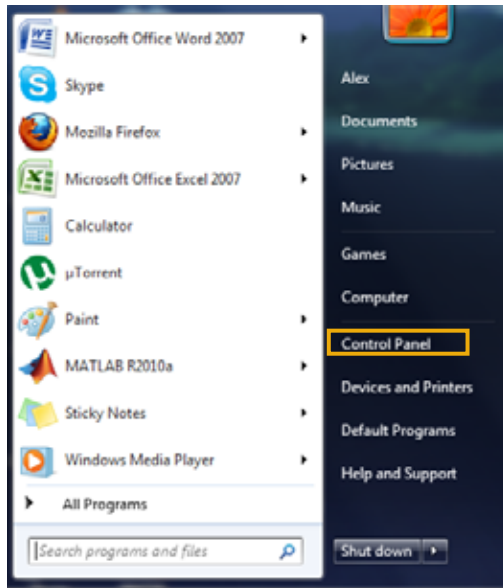 Microsoft Office Word 2007
Skype
Mozilla Firefox
Microsoft Office Excel 2007
Calculator
µTorrent
Paint
MATLAB R2010a
Sticky Notes
Windows Media Player
All Programs
Search programs and files
Alex
Documents
Pictures
Music
Games
Computer
Control Panel
Devices and Printers
Default Programs
Help and Support
Shut down